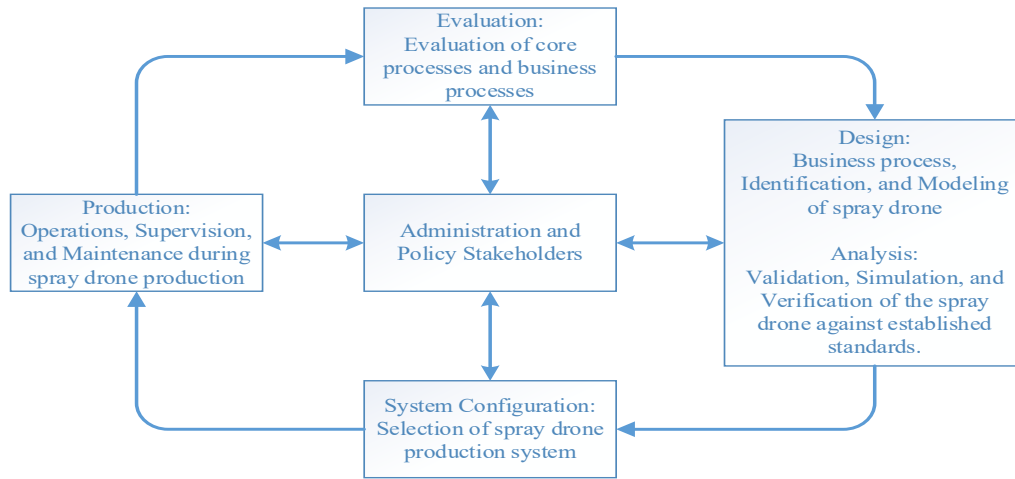 Evaluation:
Evaluation of core
processes and business
processes
Design:
Business process,
Identification, and Modeling
of spray drone
Analysis:
Validation, Simulation, and
Verification of the spray
drone against established
standards.
Production:
Operations, Supervision,
and Maintenance during
spray drone production
Administration and
Policy Stakeholders
System Configuration:
Selection of spray drone
production system